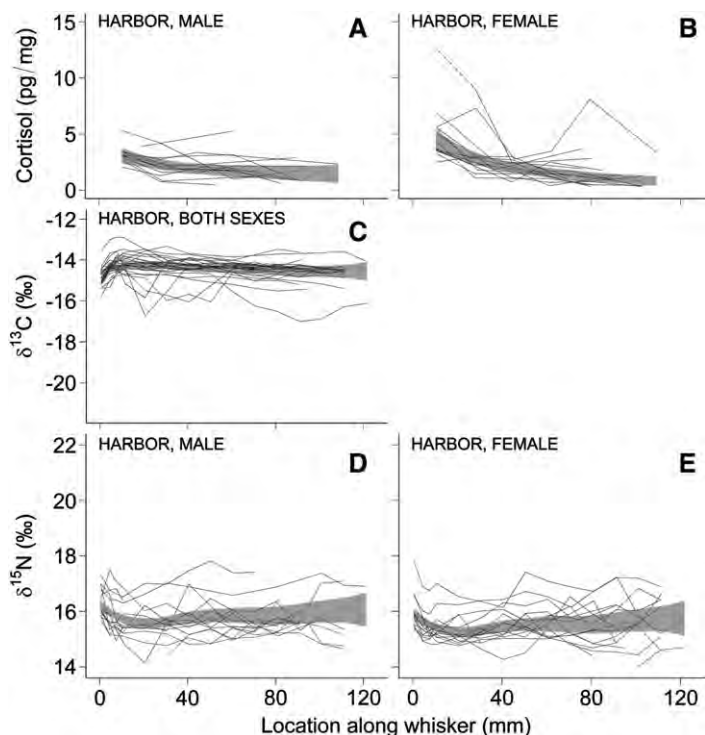 HARBOR, MALE A
HARBOR, FEMALE B
Cortisol (pg/mg)
15
10
5
0
HARBOR, BOTH SEXES
C
δ13C (‰)
-12
-14
-16
-18
-20
HARBOR, MALE D
HARBOR, FEMALE E
δ15N (‰)
22
20
18
16
14
0 40 80 120
0 40 80 120
Location along whisker (mm)